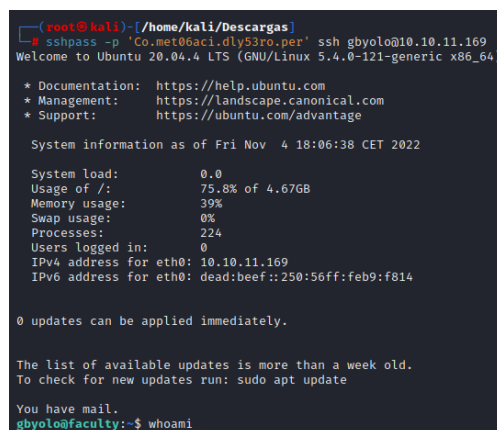 ┌──(root㉿kali)-[/home/kali/Descargas]
└─# sshpass -p 'Co.met06aci.dly53ro.per' ssh gbyolo@10.10.11.169
Welcome to Ubuntu 20.04.4 LTS (GNU/Linux 5.4.0-121-generic x86_64
* Documentation: https://help.ubuntu.com
* Management: https://landscape.canonical.com
* Support: https://ubuntu.com/advantage
System information as of Fri Nov 4 18:06:38 CET 2022
System load: 0.0
Usage of /: 75.8% of 4.67GB
Memory usage: 39%
Swap usage: 0%
Processes: 224
Users logged in: 0
IPv4 address for eth0: 10.10.11.169
IPv6 address for eth0: dead:beef::250:56ff:feb9:f814
0 updates can be applied immediately.
The list of available updates is more than a week old.
To check for new updates run: sudo apt update
You have mail.
gbyolo@faculty:~$ whoami